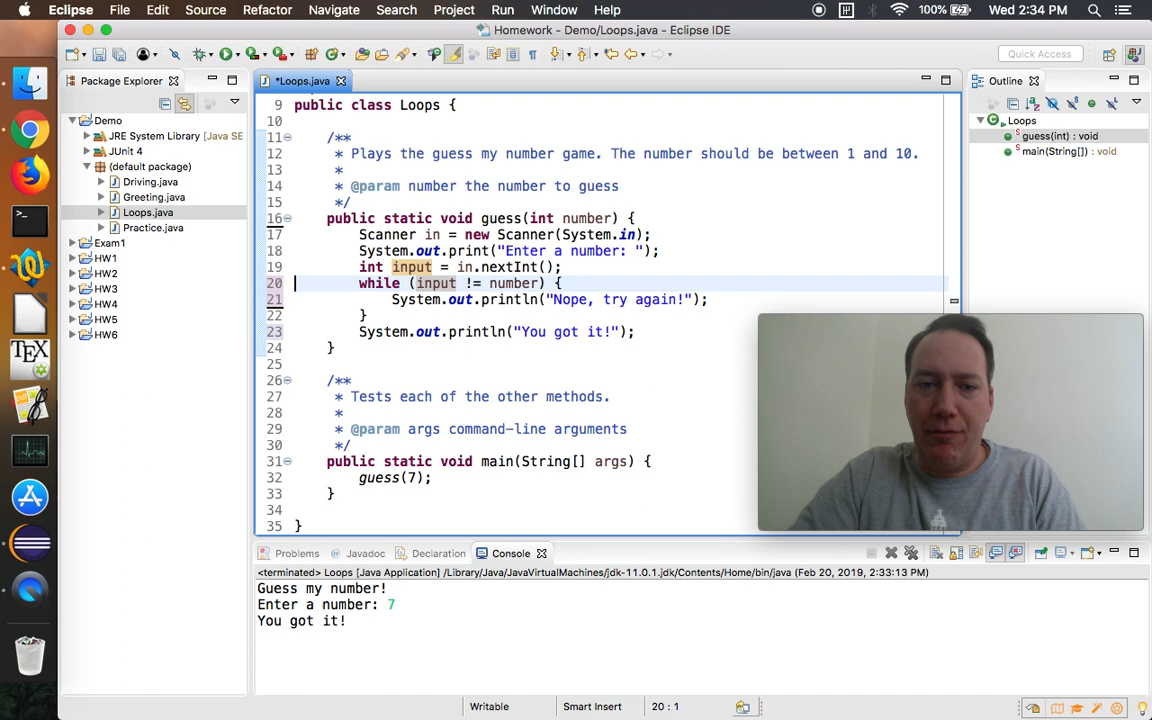 Eclipse File Edit Source Refactor Navigate Search Project Run Window Help 100% Wed 2:34 PM
Homework - Demo/Loops.java - Eclipse IDE
Quick Access
Package Explorer
*Loops.java
Outline
Demo
JRE System Library [Java SE
JUnit 4
(default package)
Driving.java
Greeting.java
Loops.java
Practice.java
Exam1
HW1
HW2
HW3
HW4
HW5
HW6
9 public class Loops {
10
11 /**
12 * Plays the guess my number game. The number should be between 1 and 10.
13 *
14 * @param number the number to guess
15 */
16 public static void guess(int number) {
17 Scanner in = new Scanner(System.in);
18 System.out.print("Enter a number: ");
19 int input = in.nextInt();
20 while (input != number) {
21 System.out.println("Nope, try again!");
22 }
23 System.out.println("You got it!");
24 }
25
26 /**
27 * Tests each of the other methods.
28 *
29 * @param args command-line arguments
30 */
31 public static void main(String[] args) {
32 guess(7);
33 }
34
35 }
Loops
guess(int) : void
main(String[]) : void
Problems Javadoc Declaration Console
<terminated> Loops [Java Application] /Library/Java/JavaVirtualMachines/jdk-11.0.1.jdk/Contents/Home/bin/java (Feb 20, 2019, 2:33:13 PM)
Guess my number!
Enter a number: 7
You got it!
Writable Smart Insert 20 : 1
TEX